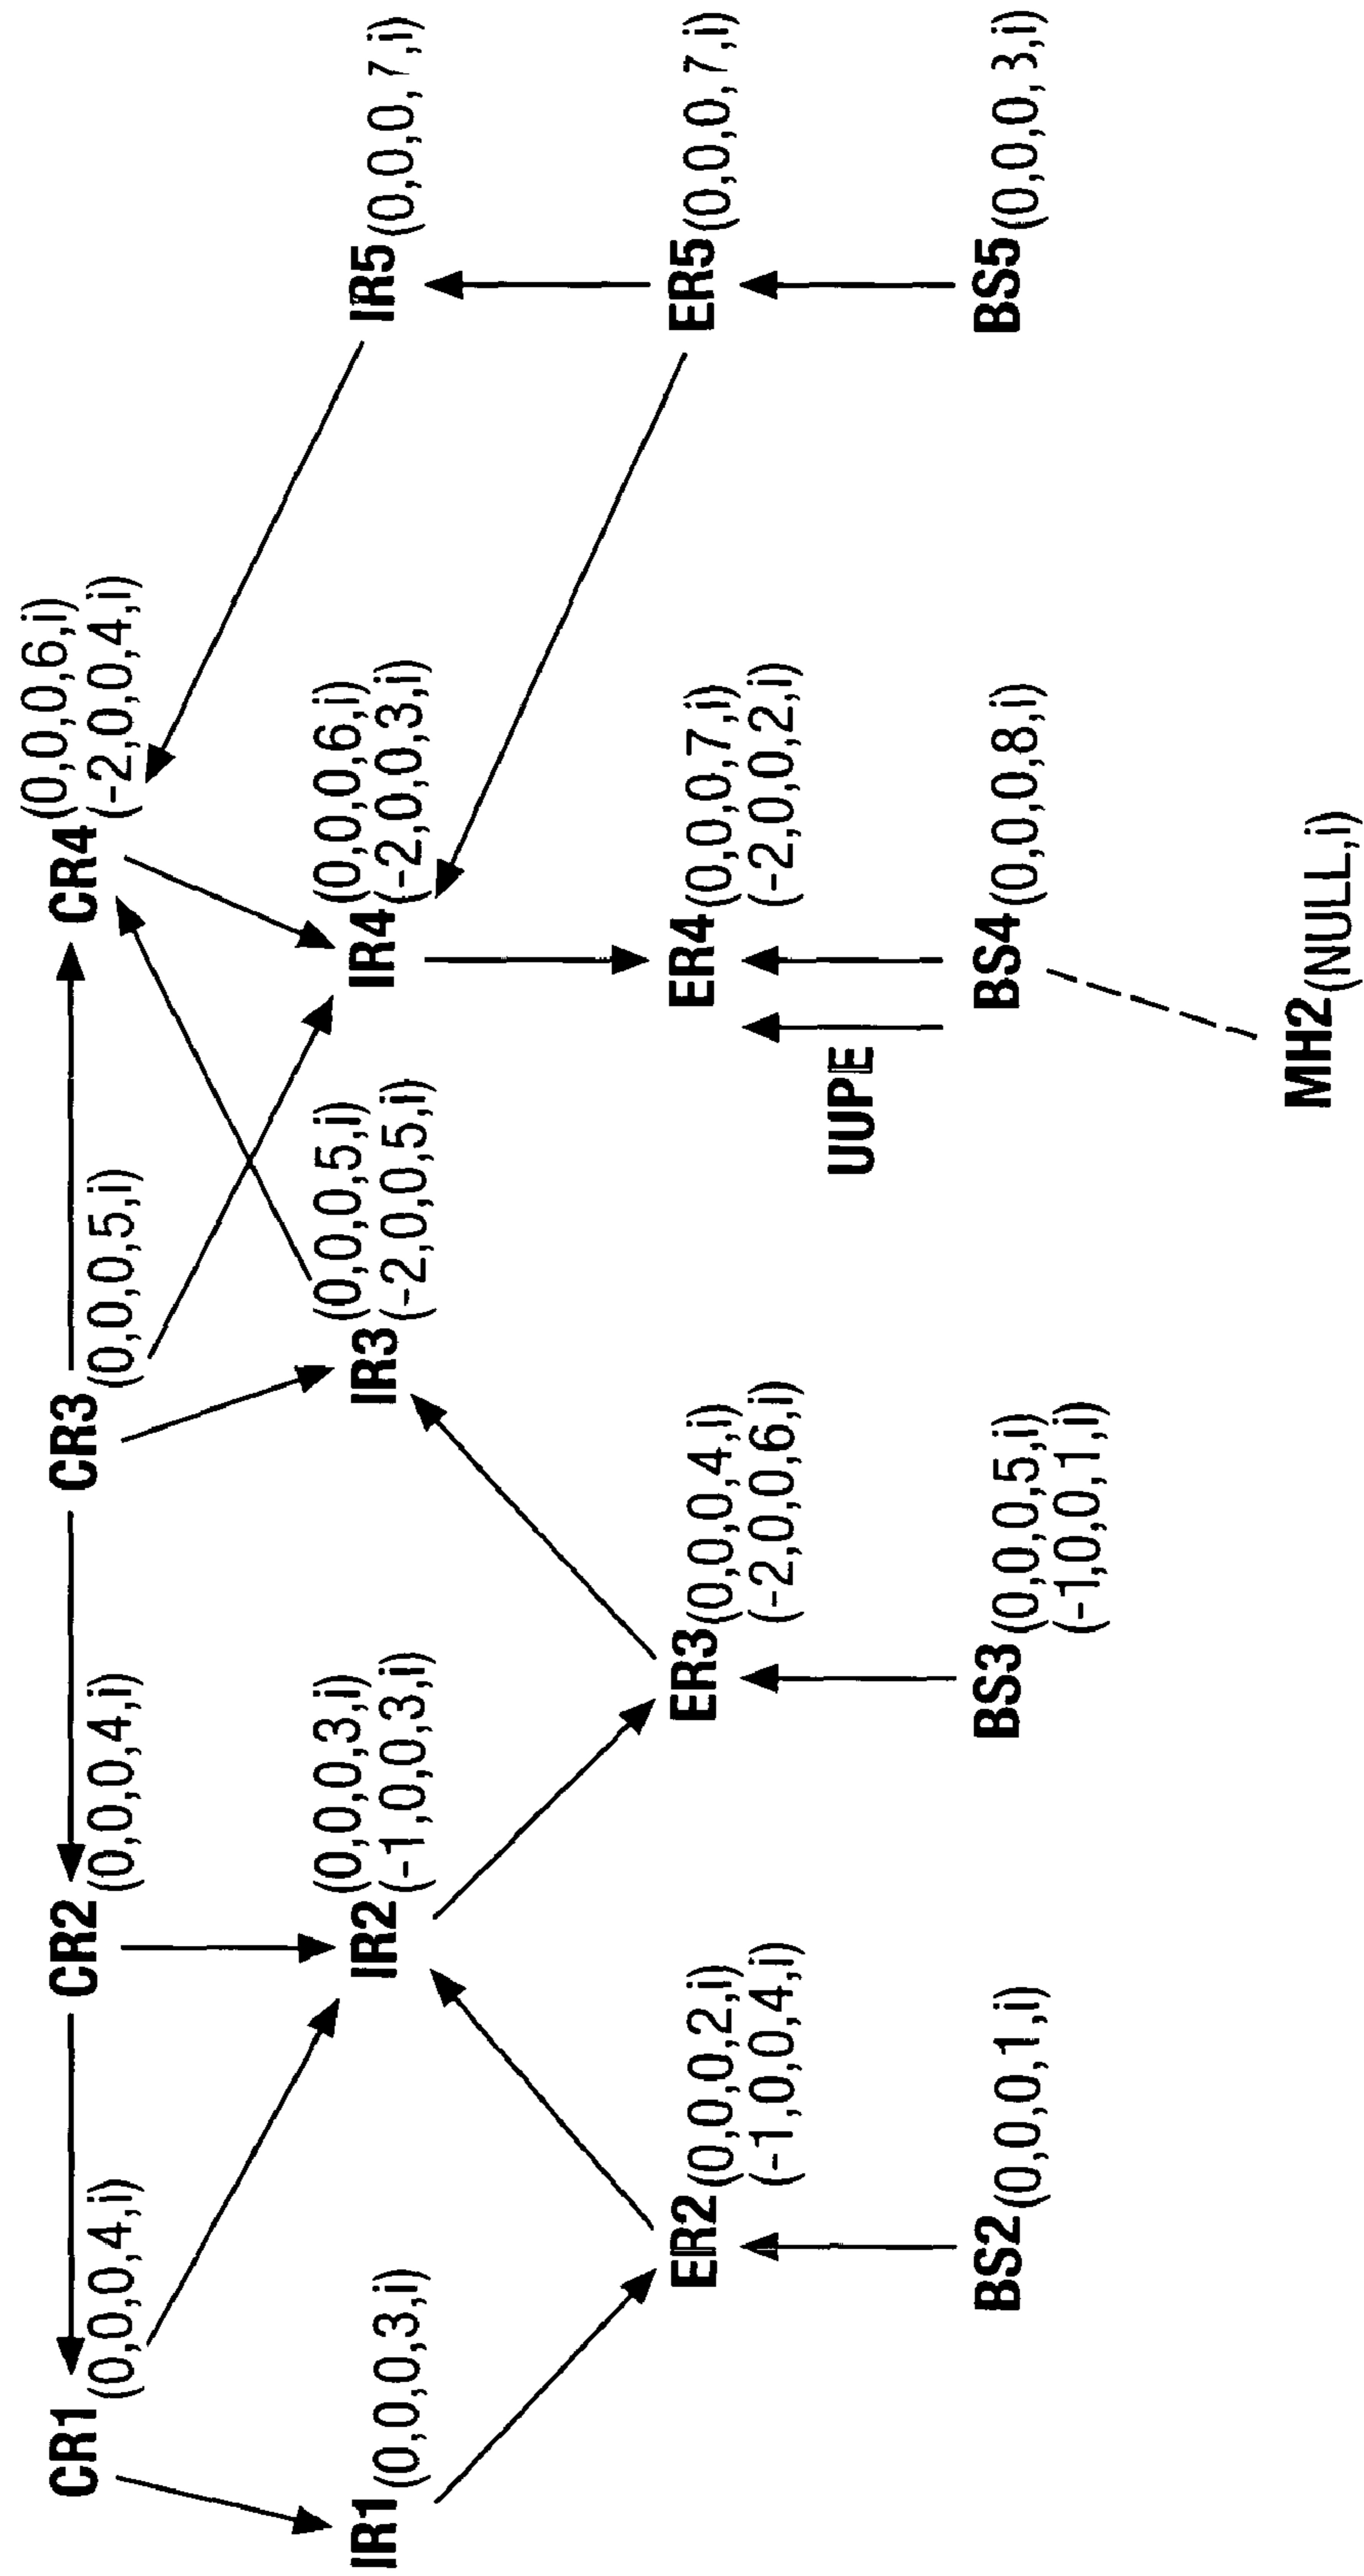 CR1 (0,0,0,4,i)
CR2 (0,0,0,4,i)
CR3 (0,0,0,5,i)
CR4 (0,0,0,6,i)
(-2,0,0,4,i)
IR1 (0,0,0,3,i)
IR2 (0,0,0,3,i)
(-1,0,0,3,i)
IR3 (0,0,0,5,i)
(-2,0,0,5,i)
IR4 (0,0,0,6,i)
(-2,0,0,3,i)
IR5 (0,0,0,7,i)
ER2 (0,0,0,2,i)
(-1,0,0,4,i)
ER3 (0,0,0,4,i)
(-2,0,0,6,i)
ER4 (0,0,0,7,i)
(-2,0,0,2,i)
ER5 (0,0,0,7,i)
UUPE
BS2 (0,0,0,1,i)
BS3 (0,0,0,5,i)
(-1,0,0,1,i)
BS4 (0,0,0,8,i)
BS5 (0,0,0,3,i)
MH2 (NULL,i)